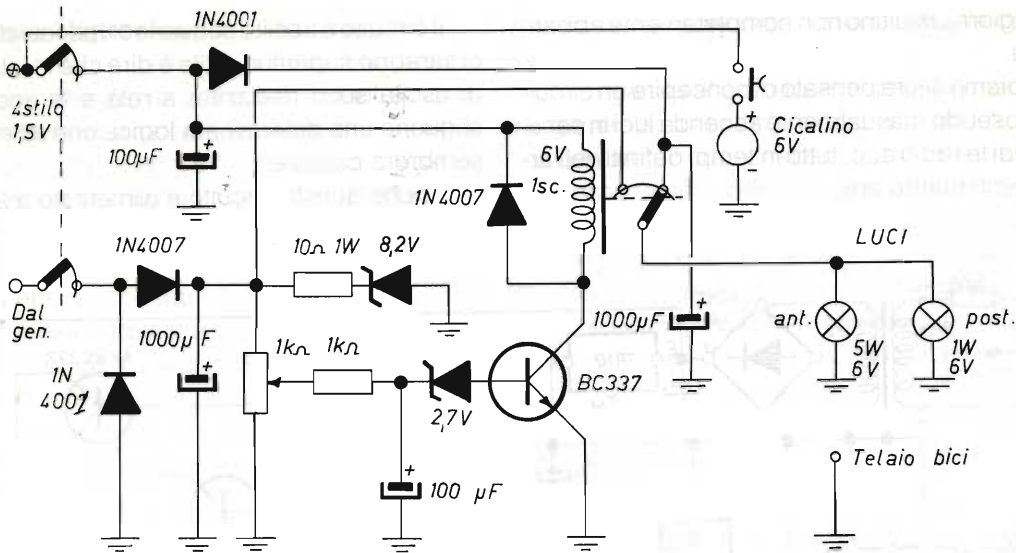 1N4001
4stilo
1,5V
100µF
+
6V
1sc.
1N4007
+
Cicalino
6V
-
LUCI
1N4007
10Ω 1W
8,2V
Dal
gen.
1000µF
+
1kΩ
1kΩ
2,7V
BC337
1000µF
+
ant.
5W
6V
post.
1W
6V
1N
4007
+
100 µF
Telaio bici